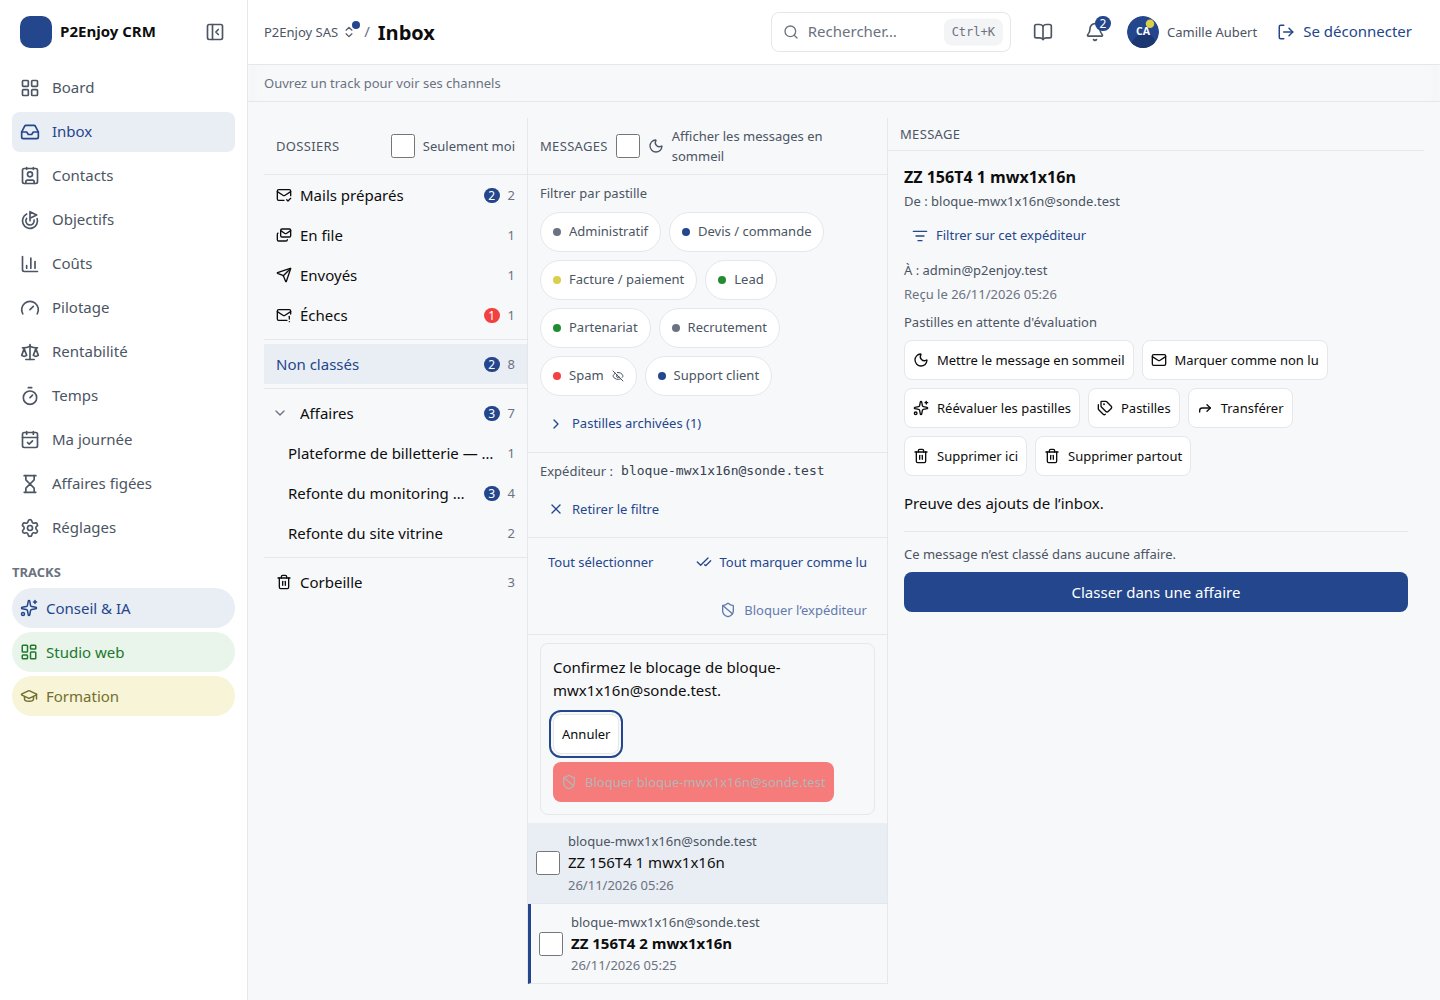 P2Enjoy CRM
Board
Inbox
Contacts
Objectifs
Coûts
Pilotage
Rentabilité
Temps
Ma journée
Affaires figées
Réglages
TRACKS
Conseil & IA
Studio web
Formation
P2Enjoy SAS / Inbox
Rechercher... Ctrl+K
2
CA Camille Aubert
Se déconnecter
Ouvrez un track pour voir ses channels
DOSSIERS Seulement moi
Mails préparés 2 2
En file 1
Envoyés 1
Échecs 1 1
Non classés 2 8
Affaires 3 7
Plateforme de billetterie — ... 1
Refonte du monitoring ... 3 4
Refonte du site vitrine 2
Corbeille 3
MESSAGES Afficher les messages en
sommeil
Filtrer par pastille
Administratif Devis / commande
Facture / paiement Lead
Partenariat Recrutement
Spam Support client
Pastilles archivées (1)
Expéditeur : bloque-mwx1x16n@sonde.test
Retirer le filtre
Tout sélectionner Tout marquer comme lu
Bloquer l’expéditeur
Confirmez le blocage de bloque-
mwx1x16n@sonde.test.
Annuler
Bloquer bloque-mwx1x16n@sonde.test
bloque-mwx1x16n@sonde.test
ZZ 156T4 1 mwx1x16n
26/11/2026 05:26
bloque-mwx1x16n@sonde.test
ZZ 156T4 2 mwx1x16n
26/11/2026 05:25
MESSAGE
ZZ 156T4 1 mwx1x16n
De : bloque-mwx1x16n@sonde.test
Filtrer sur cet expéditeur
À : admin@p2enjoy.test
Reçu le 26/11/2026 05:26
Pastilles en attente d'évaluation
Mettre le message en sommeil Marquer comme non lu
Réévaluer les pastilles Pastilles Transférer
Supprimer ici Supprimer partout
Preuve des ajouts de l’inbox.
Ce message n’est classé dans aucune affaire.
Classer dans une affaire